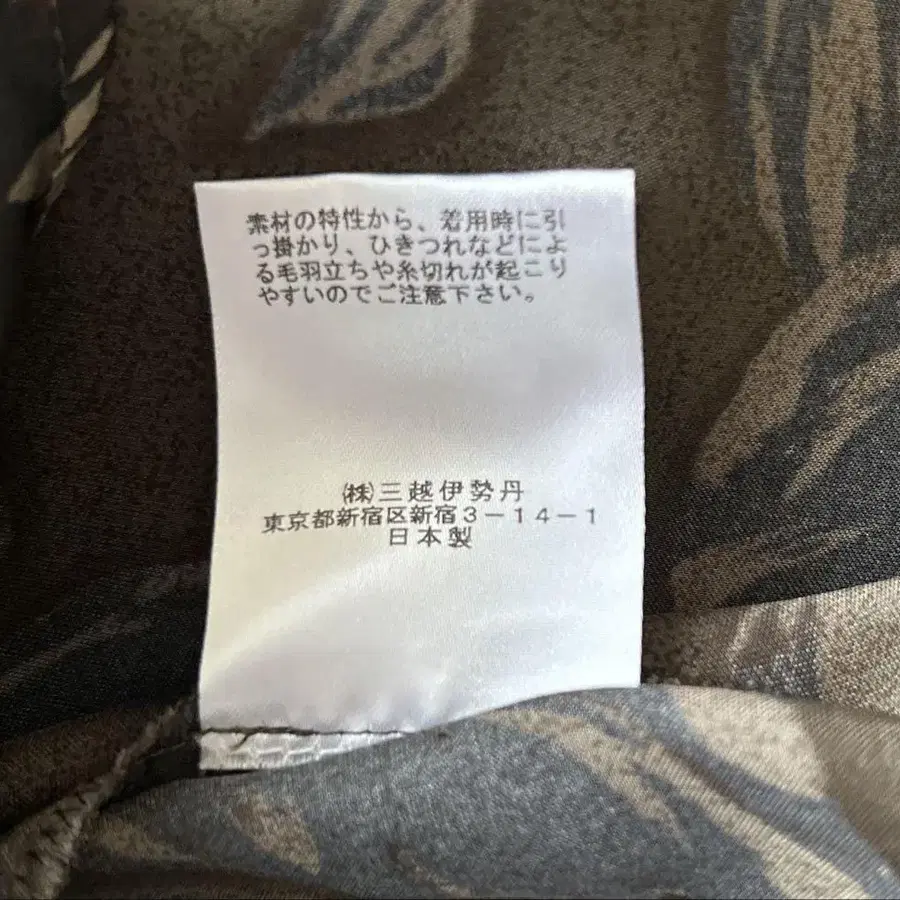 素材の特性から、着用時に引
っ掛かり、ひきつれなどによ
る毛羽立ちや糸切れが起こり
やすいのでご注意下さい。
㈱三越伊勢丹
東京都新宿区新宿3－14－1
日本製